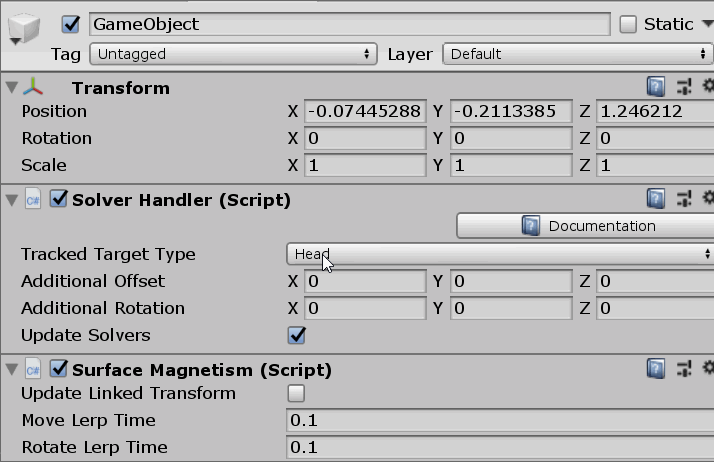 GameObject Static
Tag Untagged Layer Default
Transform
Position X -0.07445288 Y -0.2113385 Z 1.246212
Rotation X 0 Y 0 Z 0
Scale X 1 Y 1 Z 1
C# Solver Handler (Script)
Documentation
Tracked Target Type Head
Additional Offset X 0 Y 0 Z 0
Additional Rotation X 0 Y 0 Z 0
Update Solvers
C# Surface Magnetism (Script)
Update Linked Transform
Move Lerp Time 0.1
Rotate Lerp Time 0.1